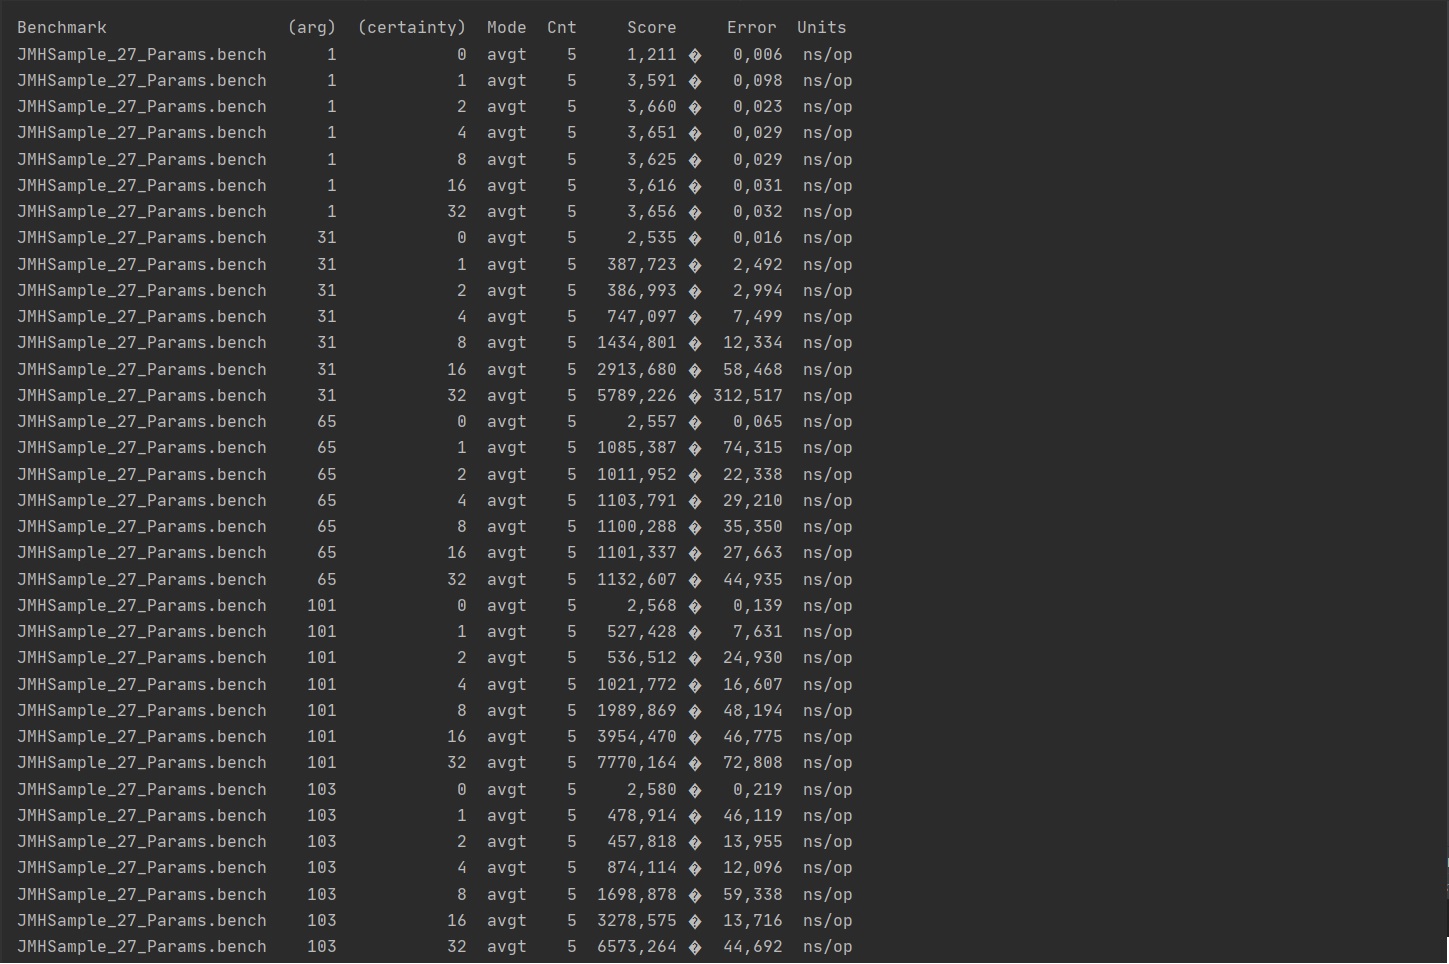 Benchmark (arg) (certainty) Mode Cnt Score Error Units
JMHSample_27_Params.bench 1 0 avgt 5 1,211 � 0,006 ns/op
JMHSample_27_Params.bench 1 1 avgt 5 3,591 � 0,098 ns/op
JMHSample_27_Params.bench 1 2 avgt 5 3,660 � 0,023 ns/op
JMHSample_27_Params.bench 1 4 avgt 5 3,651 � 0,029 ns/op
JMHSample_27_Params.bench 1 8 avgt 5 3,625 � 0,029 ns/op
JMHSample_27_Params.bench 1 16 avgt 5 3,616 � 0,031 ns/op
JMHSample_27_Params.bench 1 32 avgt 5 3,656 � 0,032 ns/op
JMHSample_27_Params.bench 31 0 avgt 5 2,535 � 0,016 ns/op
JMHSample_27_Params.bench 31 1 avgt 5 387,723 � 2,492 ns/op
JMHSample_27_Params.bench 31 2 avgt 5 386,993 � 2,994 ns/op
JMHSample_27_Params.bench 31 4 avgt 5 747,097 � 7,499 ns/op
JMHSample_27_Params.bench 31 8 avgt 5 1434,801 � 12,334 ns/op
JMHSample_27_Params.bench 31 16 avgt 5 2913,680 � 58,468 ns/op
JMHSample_27_Params.bench 31 32 avgt 5 5789,226 � 312,517 ns/op
JMHSample_27_Params.bench 65 0 avgt 5 2,557 � 0,065 ns/op
JMHSample_27_Params.bench 65 1 avgt 5 1085,387 � 74,315 ns/op
JMHSample_27_Params.bench 65 2 avgt 5 1011,952 � 22,338 ns/op
JMHSample_27_Params.bench 65 4 avgt 5 1103,791 � 29,210 ns/op
JMHSample_27_Params.bench 65 8 avgt 5 1100,288 � 35,350 ns/op
JMHSample_27_Params.bench 65 16 avgt 5 1101,337 � 27,663 ns/op
JMHSample_27_Params.bench 65 32 avgt 5 1132,607 � 44,935 ns/op
JMHSample_27_Params.bench 101 0 avgt 5 2,568 � 0,139 ns/op
JMHSample_27_Params.bench 101 1 avgt 5 527,428 � 7,631 ns/op
JMHSample_27_Params.bench 101 2 avgt 5 536,512 � 24,930 ns/op
JMHSample_27_Params.bench 101 4 avgt 5 1021,772 � 16,607 ns/op
JMHSample_27_Params.bench 101 8 avgt 5 1989,869 � 48,194 ns/op
JMHSample_27_Params.bench 101 16 avgt 5 3954,470 � 46,775 ns/op
JMHSample_27_Params.bench 101 32 avgt 5 7770,164 � 72,808 ns/op
JMHSample_27_Params.bench 103 0 avgt 5 2,580 � 0,219 ns/op
JMHSample_27_Params.bench 103 1 avgt 5 478,914 � 46,119 ns/op
JMHSample_27_Params.bench 103 2 avgt 5 457,818 � 13,955 ns/op
JMHSample_27_Params.bench 103 4 avgt 5 874,114 � 12,096 ns/op
JMHSample_27_Params.bench 103 8 avgt 5 1698,878 � 59,338 ns/op
JMHSample_27_Params.bench 103 16 avgt 5 3278,575 � 13,716 ns/op
JMHSample_27_Params.bench 103 32 avgt 5 6573,264 � 44,692 ns/op